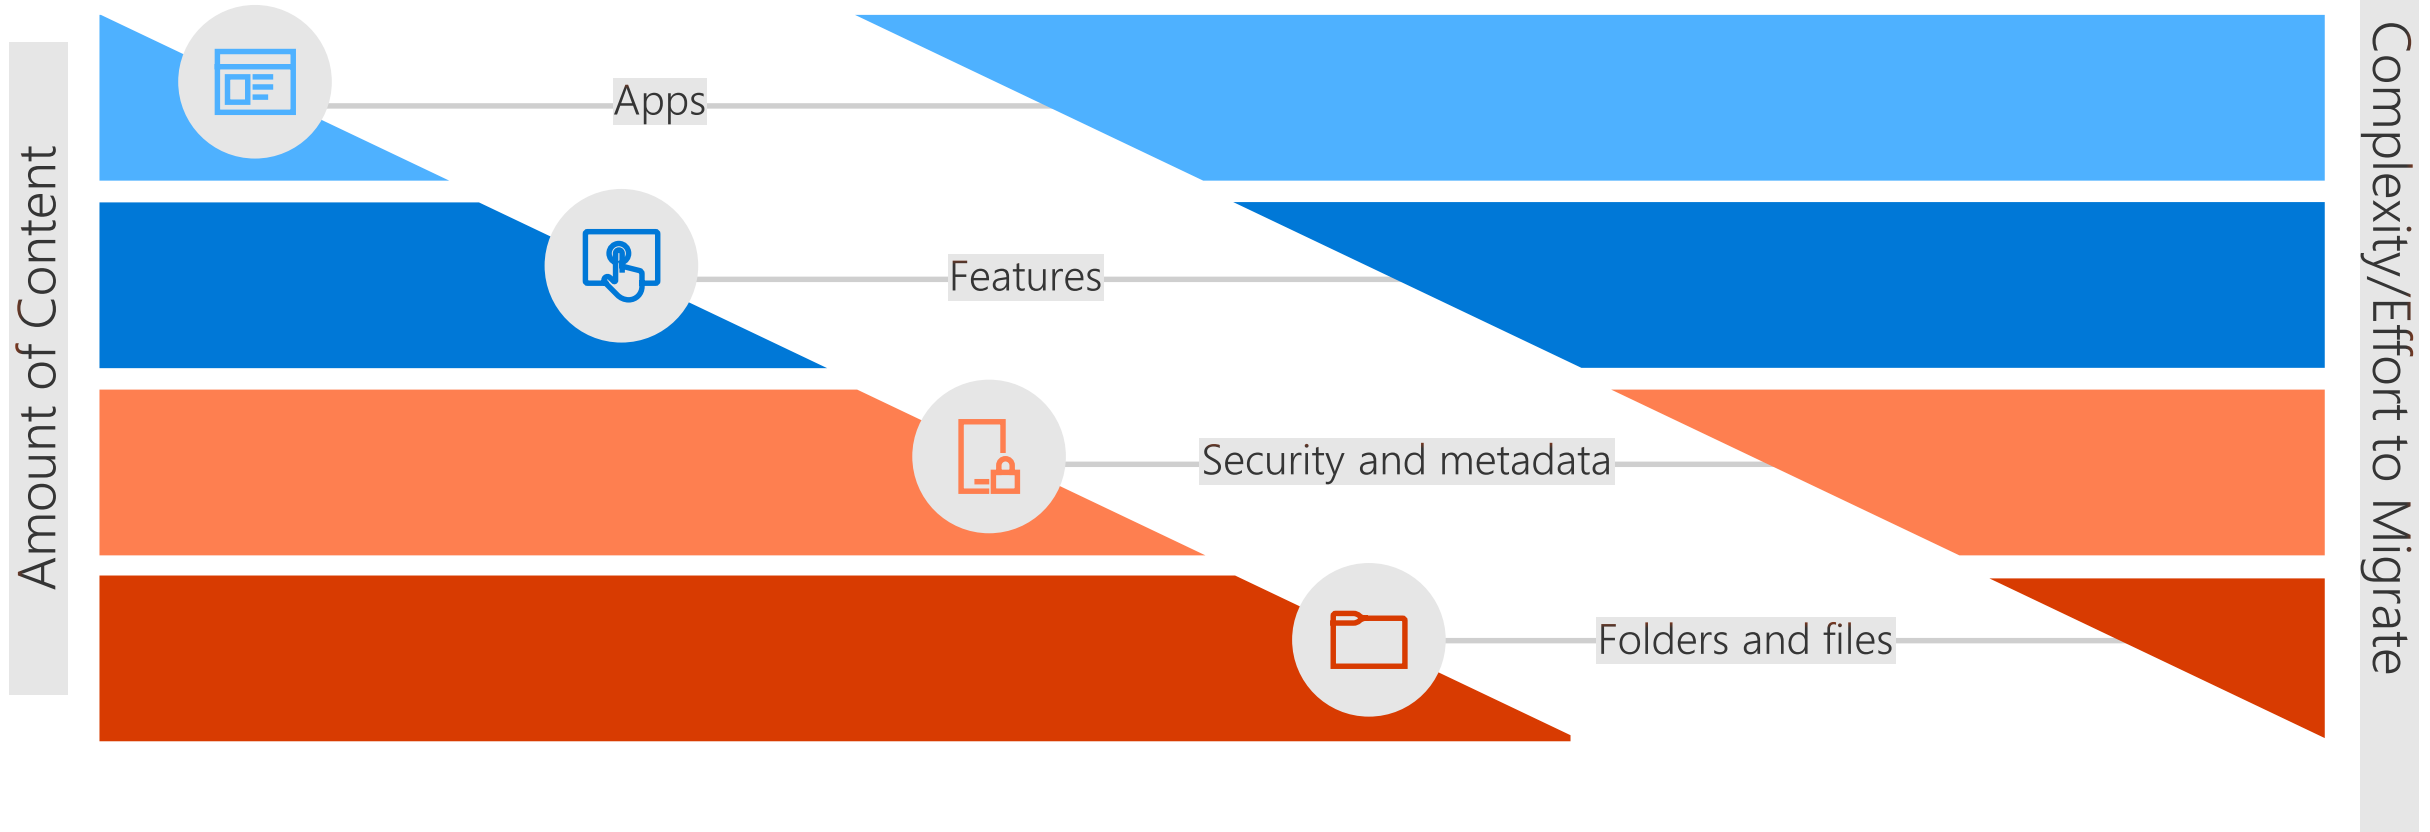 Amount of Content
Apps
Features
Security and metadata
Folders and files
Complexity/Effort to Migrate